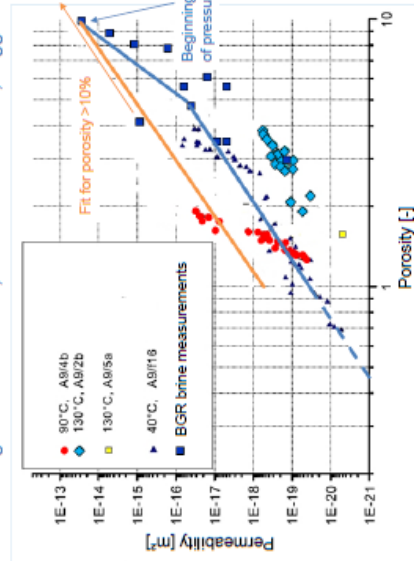 Beginning
of pressu
Fit for porosity >10%
90°C, A9/4b
130°C, A9/2b
130°C, A9/5a
40°C, A9/f16
BGR brine measurements
1E-13
1E-14
1E-15
1E-16
1E-17
1E-18
1E-19
1E-20
1E-21
Permeability [m²]
1
10
Porosity [-]